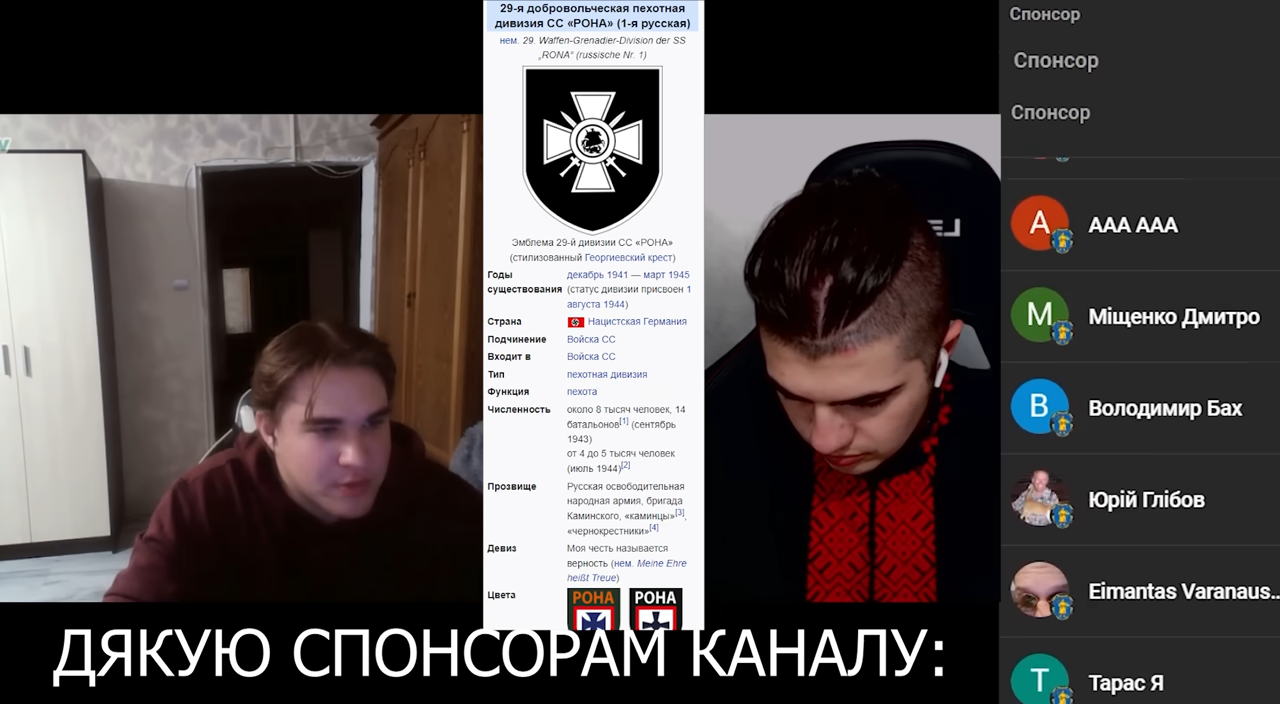 29-я добровольческая пехотная
дивизия СС «РОНА» (1-я русская)
нем. 29. Waffen-Grenadier-Division der SS
„RONA“ (russische Nr. 1)
Эмблема 29-й дивизии СС «РОНА»
(стилизованный Георгиевский крест)
Годы существования
декабрь 1941 — март 1945
(статус дивизии присвоен 1
августа 1944)
Страна
Нацистская Германия
Подчинение
Войска СС
Входит в
Войска СС
Тип
пехотная дивизия
Функция
пехота
Численность
около 8 тысяч человек, 14
батальонов[1] (сентябрь
1943)
от 4 до 5 тысяч человек
(июль 1944)[2]
Прозвище
Русская освободительная
народная армия, бригада
Каминского, «каминцы»[3],
«чернокрестники»[4]
Девиз
Моя честь называется
верность (нем. Meine Ehre
heißt Treue)
Цвета
РОНА
РОНА
ДЯКУЮ СПОНСОРАМ КАНАЛУ:
Спонсор
Спонсор
Спонсор
А
ААА ААА
М
Міщенко Дмитро
В
Володимир Бах
Юрій Глібов
Eimantas Varanaus...
Т
Тарас Я